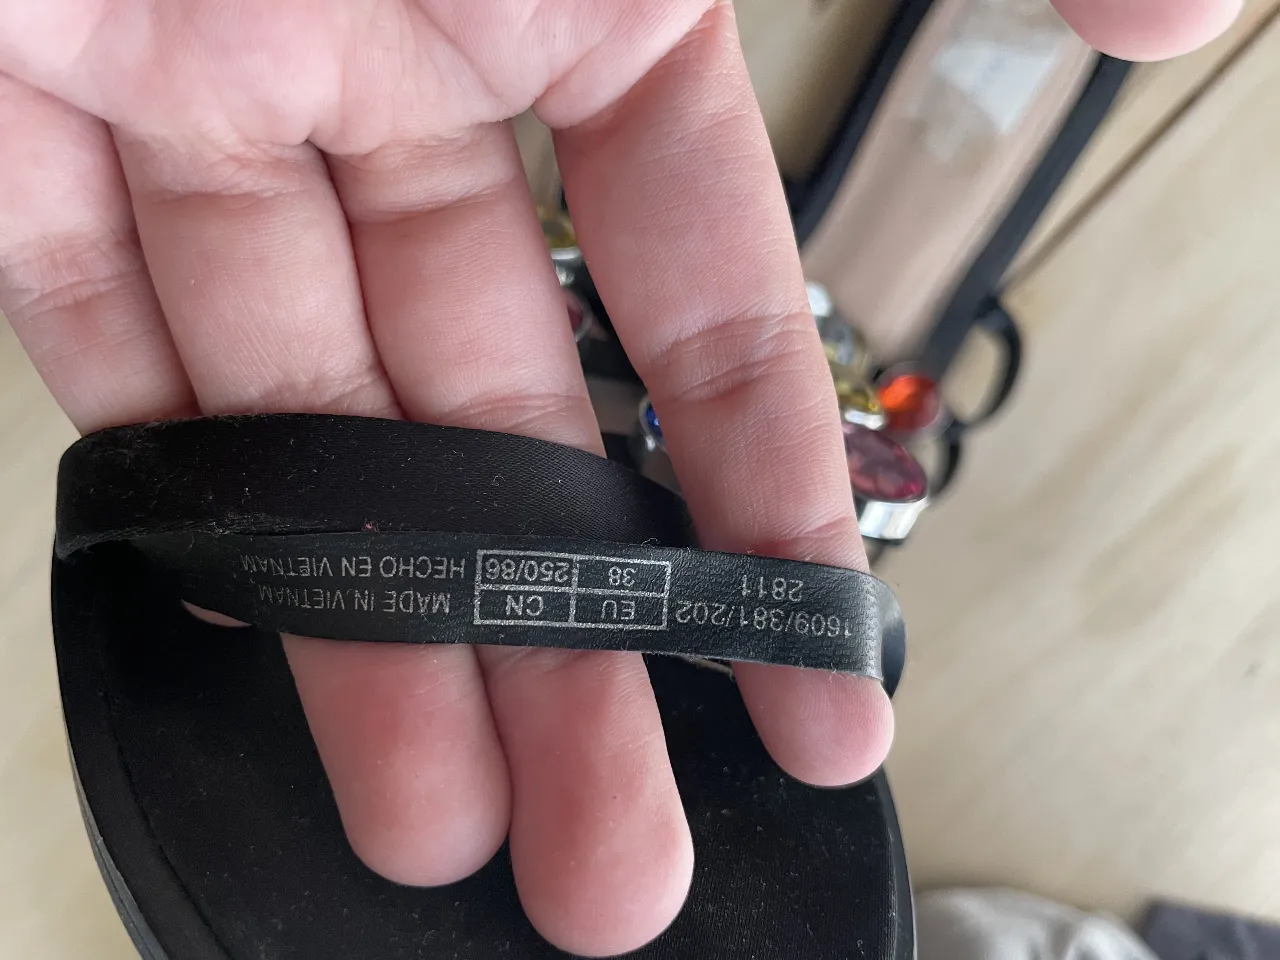 1609/381/202
2811
EU CN
38 250/86
MADE IN VIETNAM
HECHO EN VIETNAM